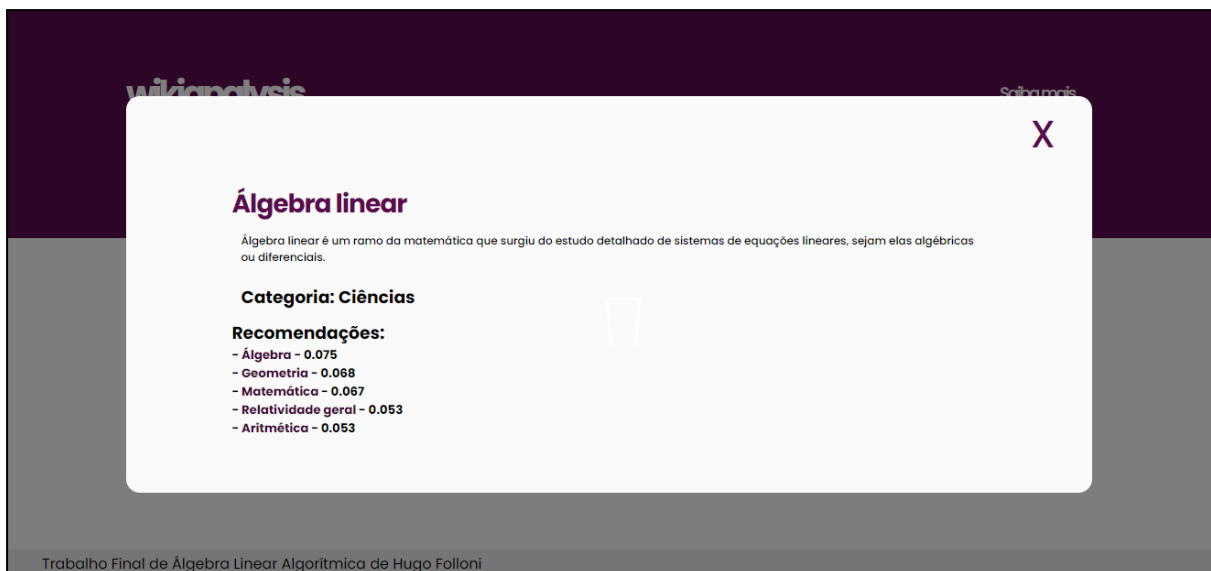 wikianalysis
Saiba mais
X
Álgebra linear
Álgebra linear é um ramo da matemática que surgiu do estudo detalhado de sistemas de equações lineares, sejam elas algébricas
ou diferenciais.
Categoria: Ciências
Recomendações:
- Álgebra - 0.075
- Geometria - 0.068
- Matemática - 0.067
- Relatividade geral - 0.053
- Aritmética - 0.053
Trabalho Final de Álgebra Linear Algorítmica de Hugo Folloni